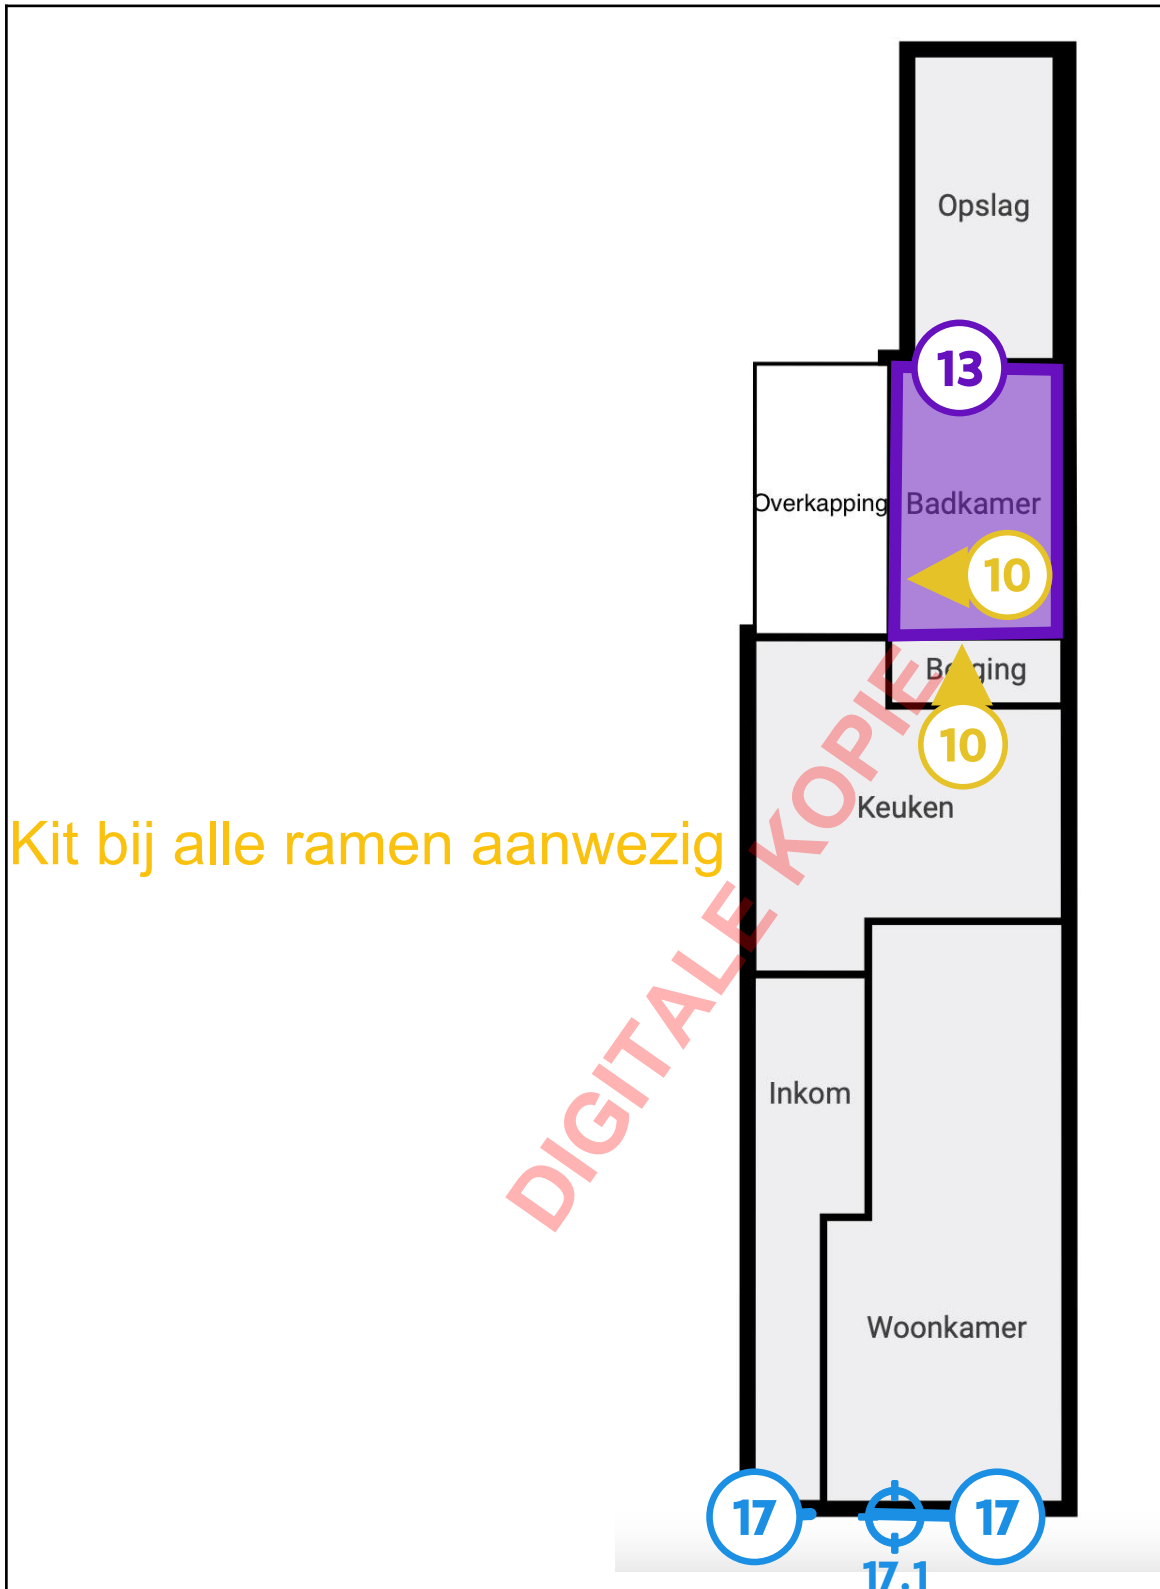 Opslag
13
Overkapping
Badkamer
10
Berging
10
Keuken
Kit bij alle ramen aanwezig
DIGITALE KOPIE
Inkom
Woonkamer
17
17
17.1